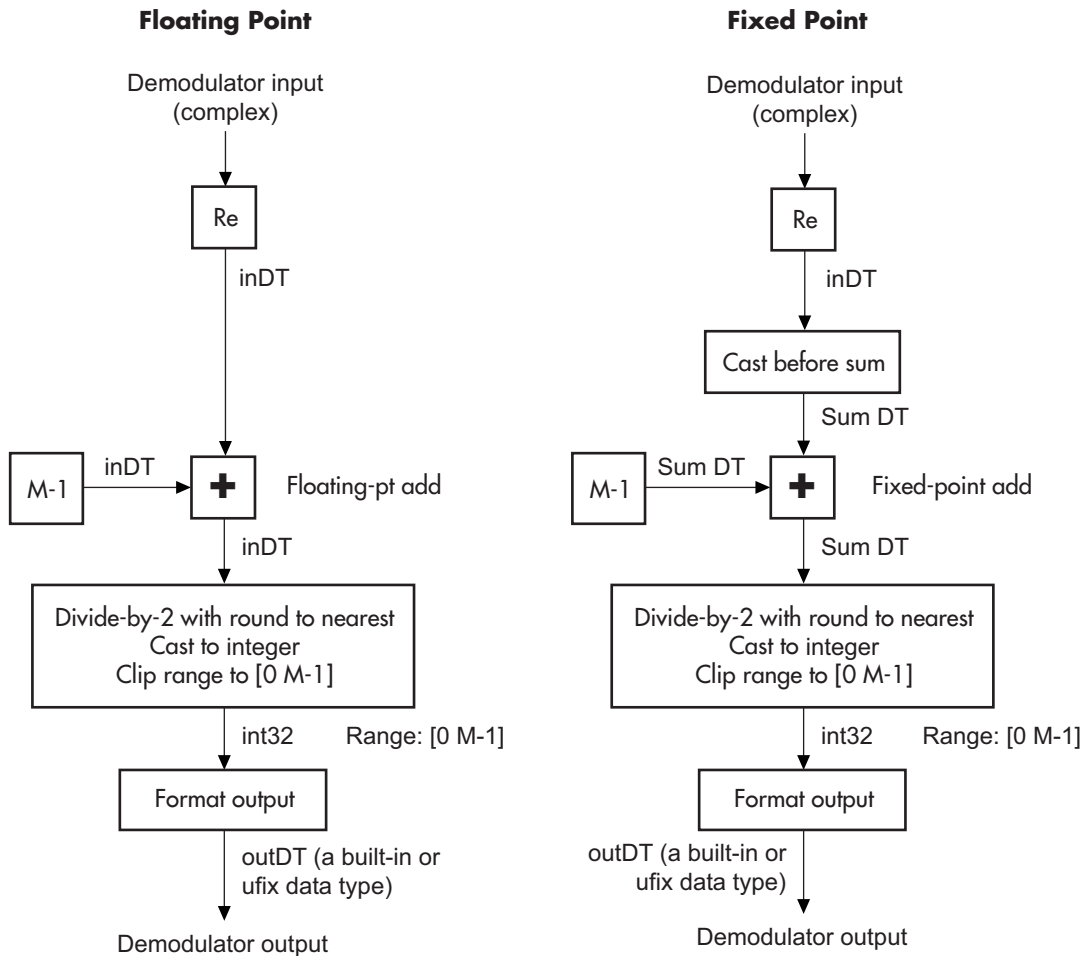 Floating Point
Demodulator input
(complex)
Re
inDT
M-1
inDT
+
Floating-pt add
inDT
Divide-by-2 with round to nearest
Cast to integer
Clip range to [0 M-1]
int32
Range: [0 M-1]
Format output
outDT (a built-in or
ufix data type)
Demodulator output
Fixed Point
Demodulator input
(complex)
Re
inDT
Cast before sum
Sum DT
M-1
Sum DT
+
Fixed-point add
Sum DT
Divide-by-2 with round to nearest
Cast to integer
Clip range to [0 M-1]
int32
Range: [0 M-1]
Format output
outDT (a built-in or
ufix data type)
Demodulator output